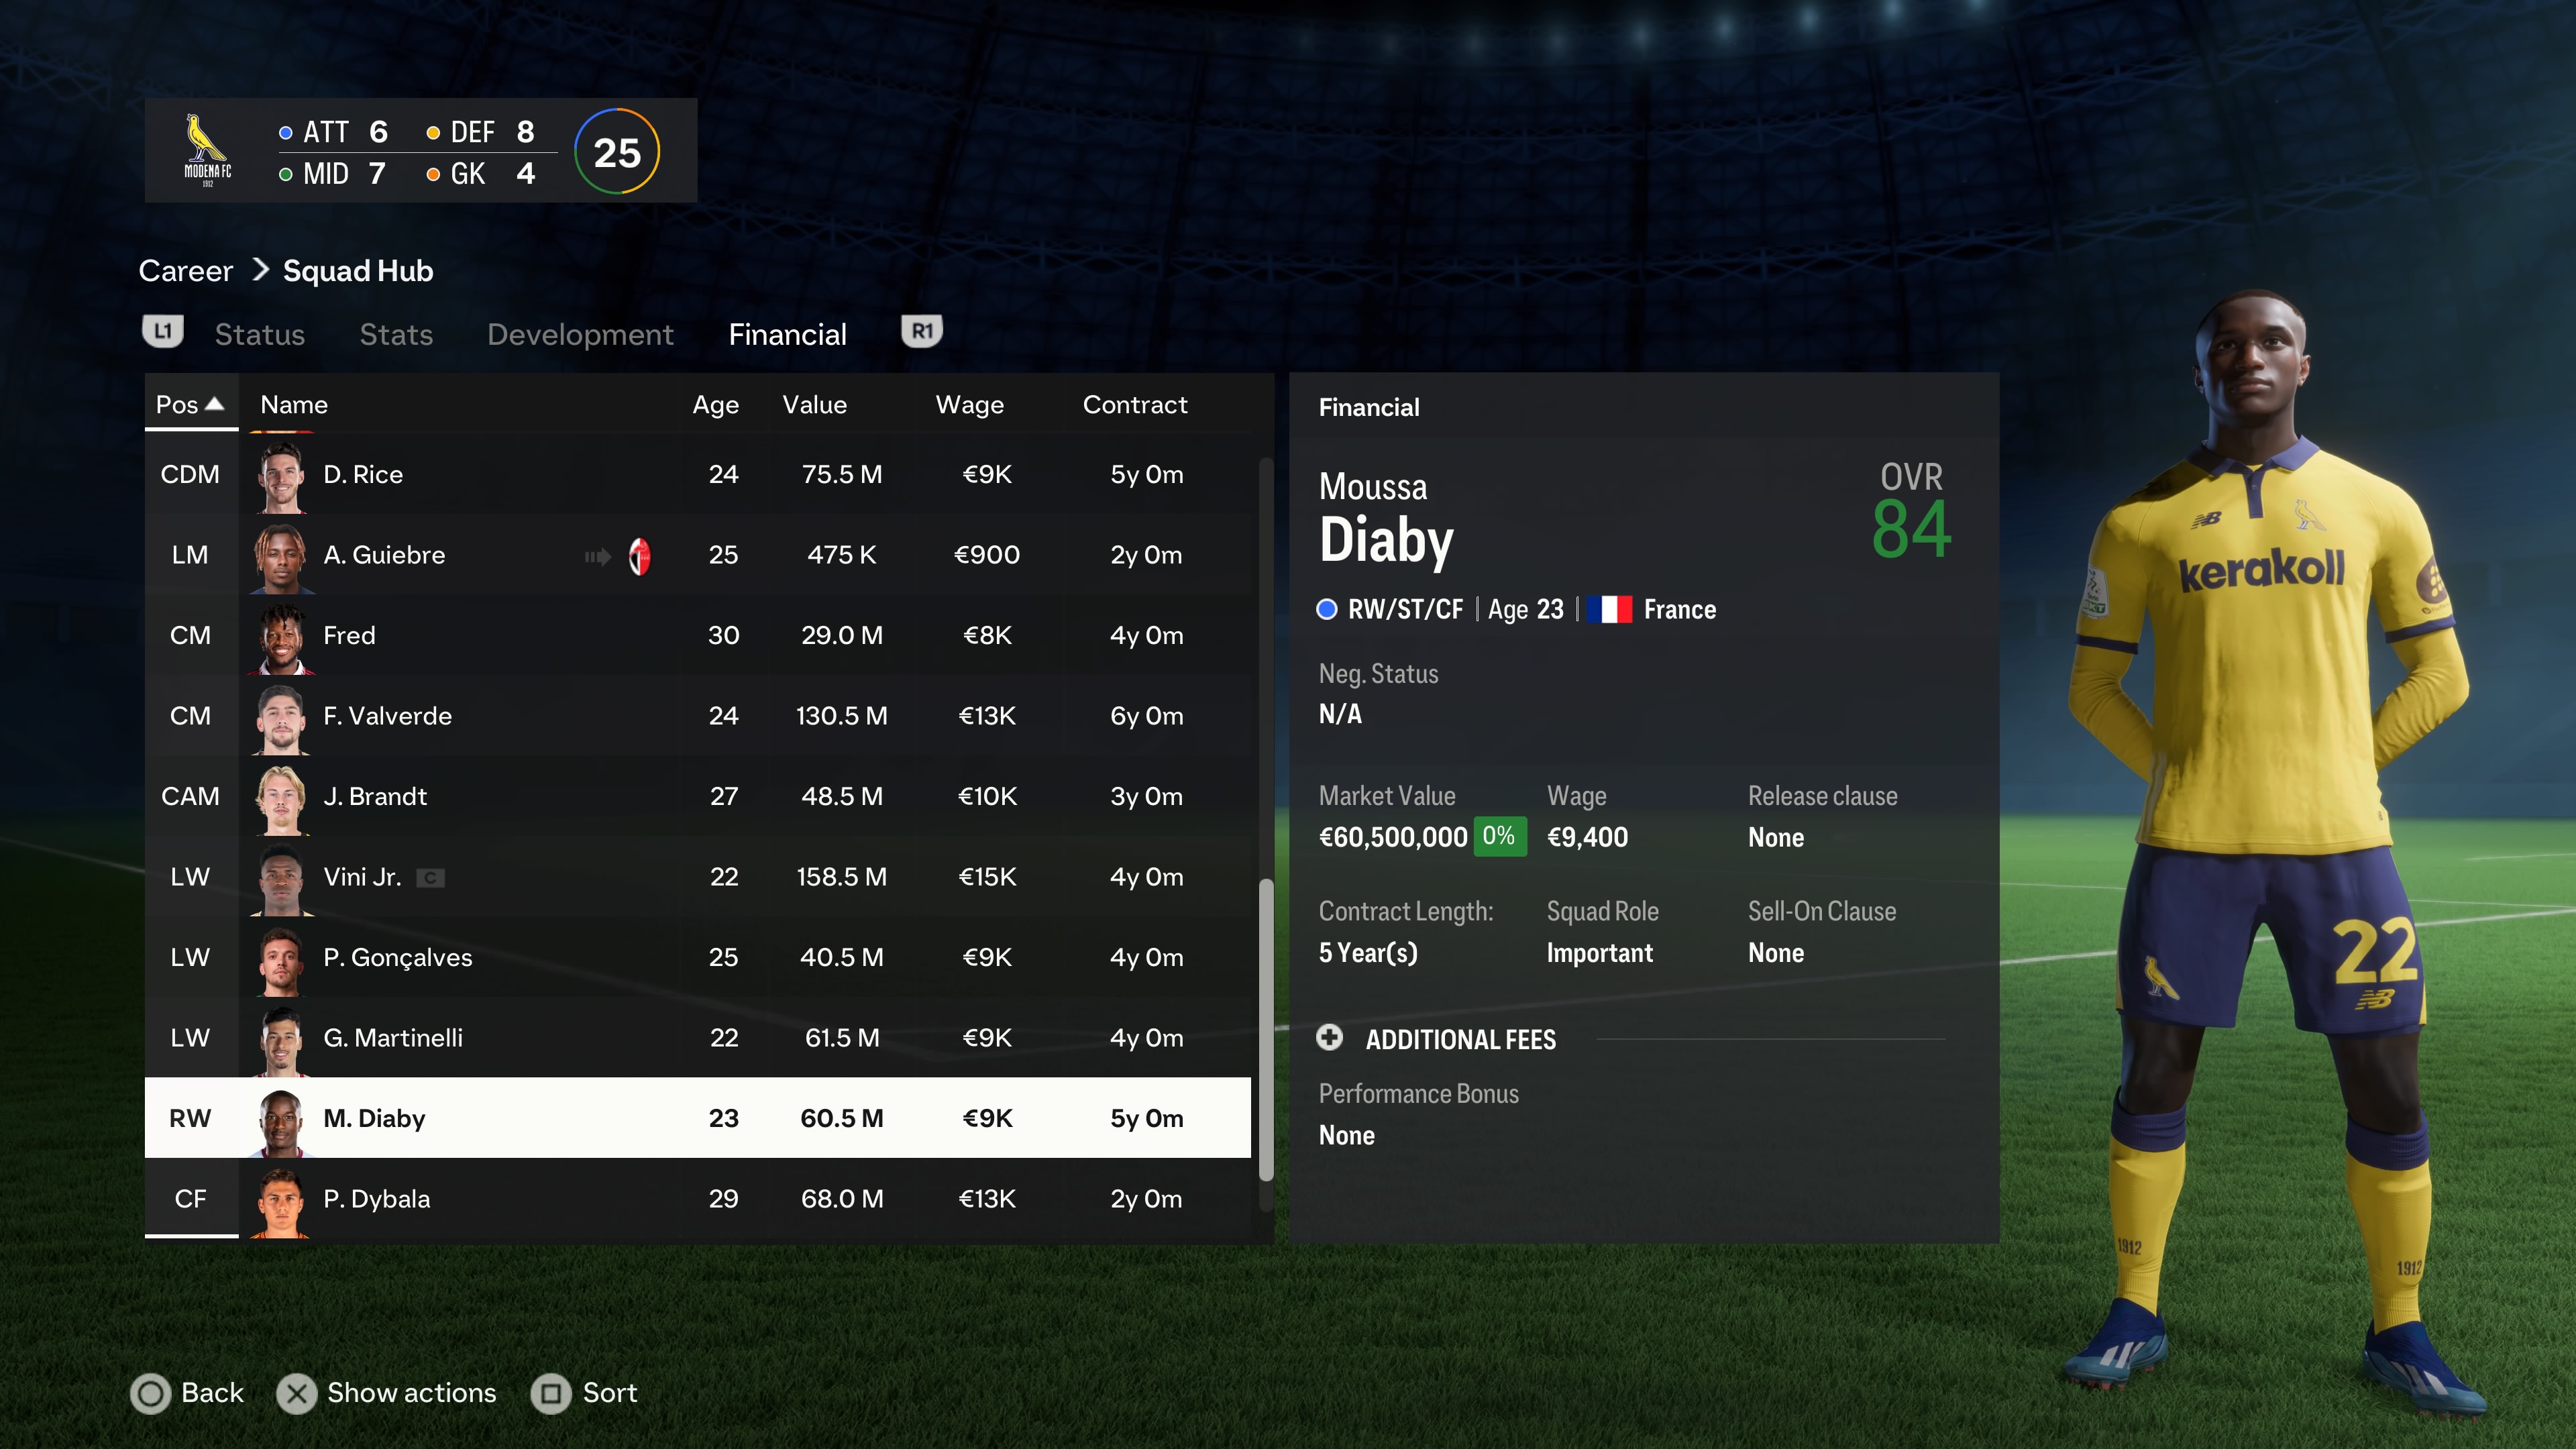 ATT 6 DEF 8
MID 7 GK 4
25
MODENA FC
1912
Career > Squad Hub
L1 Status Stats Development Financial R1
Pos Name Age Value Wage Contract
CDM D. Rice 24 75.5 M €9K 5y 0m
LM A. Guiebre 25 475 K €900 2y 0m
CM Fred 30 29.0 M €8K 4y 0m
CM F. Valverde 24 130.5 M €13K 6y 0m
CAM J. Brandt 27 48.5 M €10K 3y 0m
LW Vini Jr. C 22 158.5 M €15K 4y 0m
LW P. Gonçalves 25 40.5 M €9K 4y 0m
LW G. Martinelli 22 61.5 M €9K 4y 0m
RW M. Diaby 23 60.5 M €9K 5y 0m
CF P. Dybala 29 68.0 M €13K 2y 0m
Financial
Moussa
Diaby
OVR
84
RW/ST/CF | Age 23 | France
Neg. Status
N/A
Market Value Wage Release clause
€60,500,000 0% €9,400 None
Contract Length: Squad Role Sell-On Clause
5 Year(s) Important None
ADDITIONAL FEES
Performance Bonus
None
NB
kerakoll
22
NB
1912
1912
Back Show actions Sort